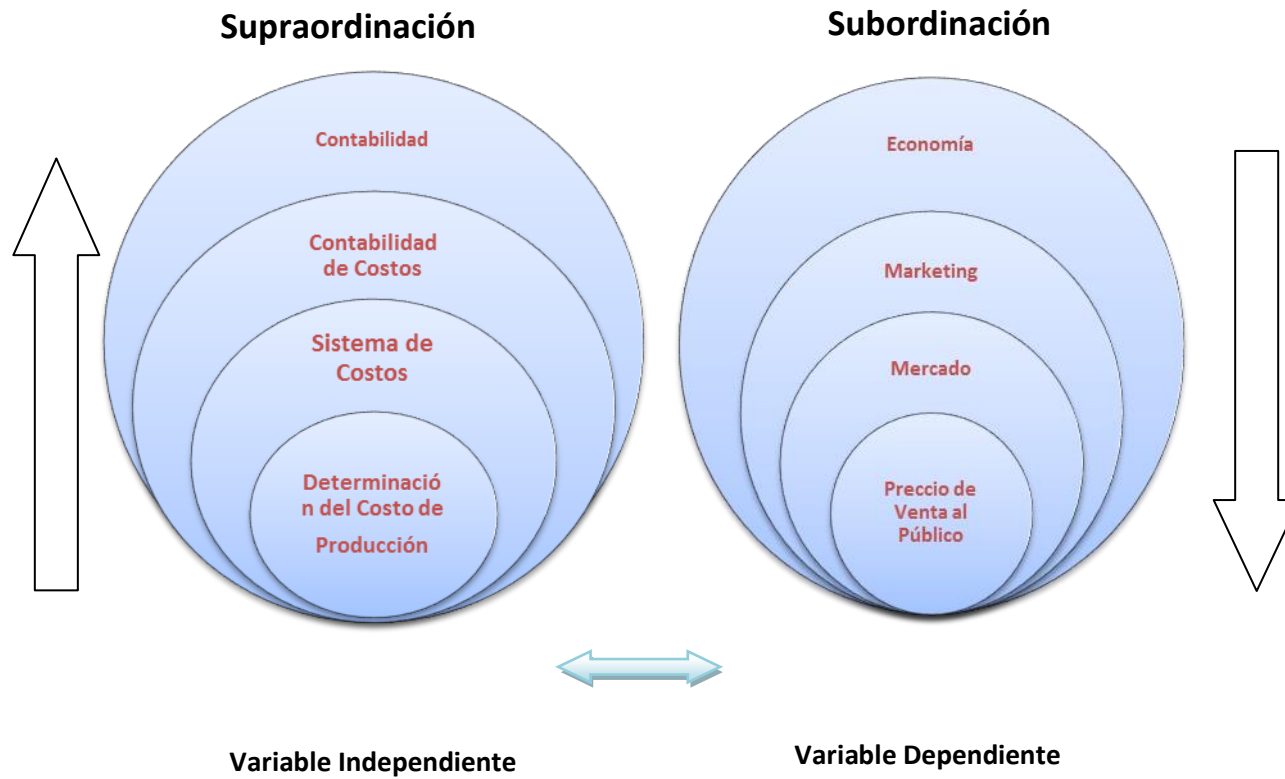 Supraordinación
Subordinación
Contabilidad
Contabilidad
de Costos
Sistema de
Costos
Determinació
n del Costo de
Producción
Economía
Marketing
Mercado
Preccio de
Venta al
Público
Variable Independiente
Variable Dependiente